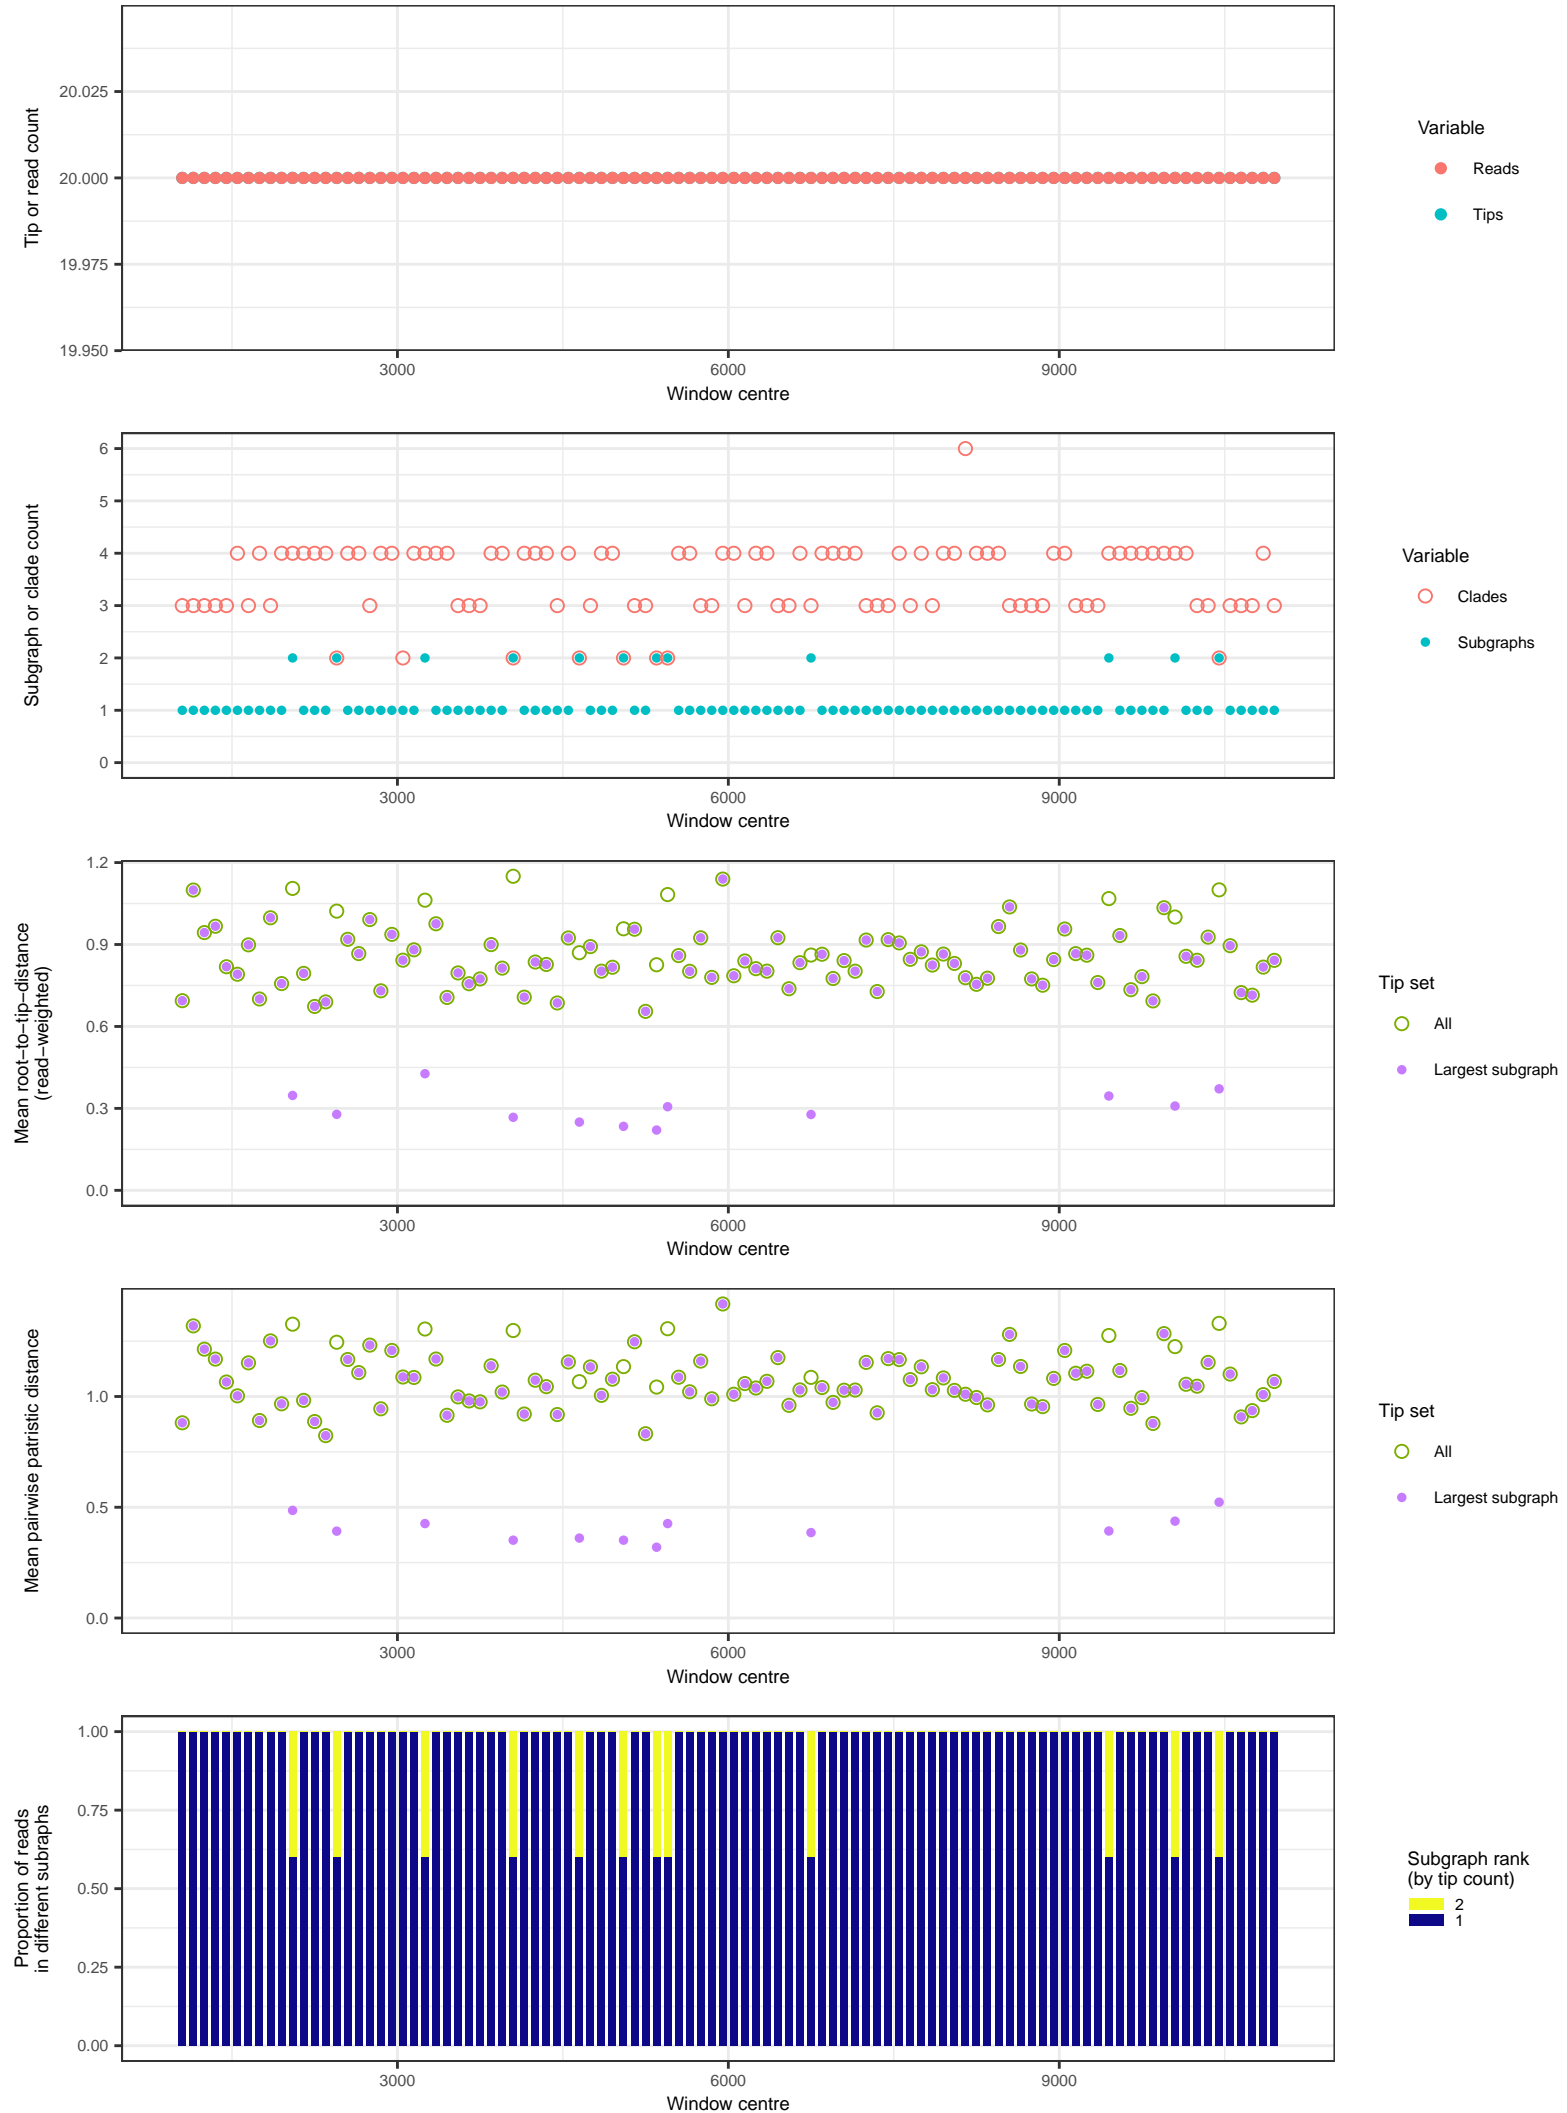 Tip or read count
20.025
20.000
19.975
19.950
3000
6000
9000
Window centre
Variable
Reads
Tips
Subgraph or clade count
6
5
4
3
2
1
0
3000
6000
9000
Window centre
Variable
Clades
Subgraphs
Mean root−to−tip−distance
(read−weighted)
1.2
0.9
0.6
0.3
0.0
3000
6000
9000
Window centre
Tip set
All
Largest subgraph
Mean pairwise patristic distance
1.0
0.5
0.0
3000
6000
9000
Window centre
Tip set
All
Largest subgraph
Proportion of reads
in different subraphs
1.00
0.75
0.50
0.25
0.00
3000
6000
9000
Window centre
Subgraph rank
(by tip count)
2
1